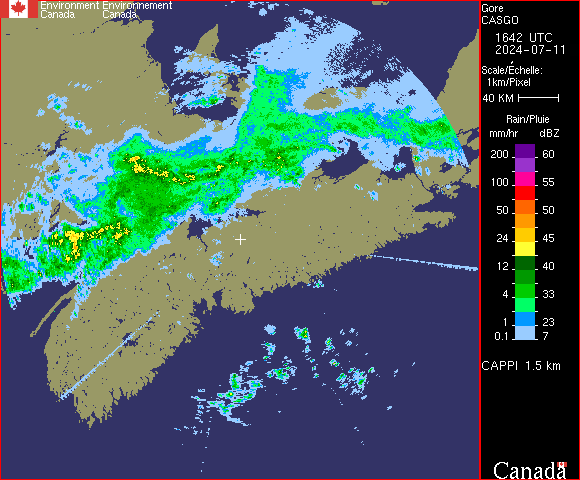 Environment Environnement
Canada Canada
Gore
CASGO
1642 UTC
2024-07-11
Scale/Échelle:
1km/Pixel
40 KM
Rain/Pluie
mm/hr dBZ
200 60
100 55
50 50
24 45
12 40
4 33
1 23
0.1 7
CAPPI 1.5 km
Canada